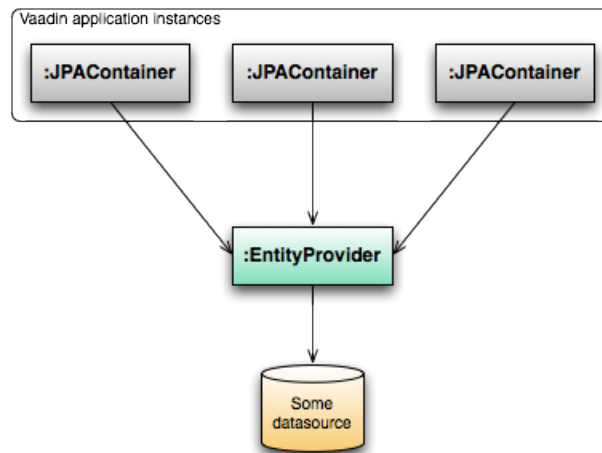 Vaadin application instances
:JPAContainer
:JPAContainer
:JPAContainer
:EntityProvider
Some
datasource